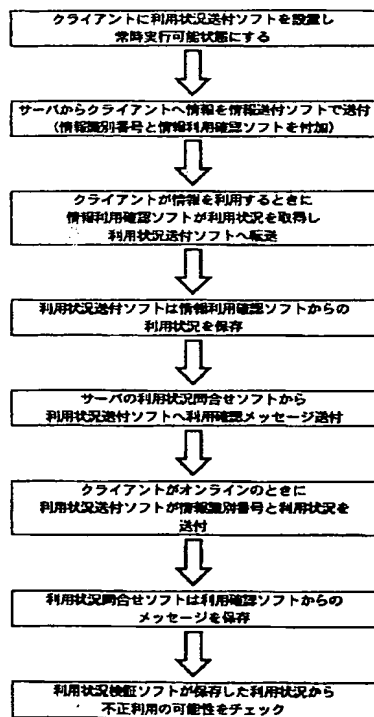 クライアントに利用状況送付ソフトを設置し
常時実行可能状態にする
サーバからクライアントへ情報を情報送付ソフトで送付
(情報識別番号と情報利用確認ソフトを付加)
クライアントが情報を利用するときに
情報利用確認ソフトが利用状況を取得し
利用状況送付ソフトへ転送
利用状況送付ソフトは情報利用確認ソフトからの
利用状況を保存
サーバの利用状況問合せソフトから
利用状況送付ソフトへ利用確認メッセージ送付
クライアントがオンラインのときに
利用状況送付ソフトが情報識別番号と利用状況を
送付
利用状況問合せソフトは利用確認ソフトからの
メッセージを保存
利用状況検証ソフトが保存した利用状況から
不正利用の可能性をチェック